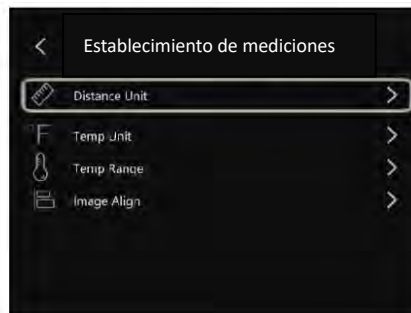 Establecimiento de mediciones
Distance Unit
°F Temp Unit
Temp Range
Image Align